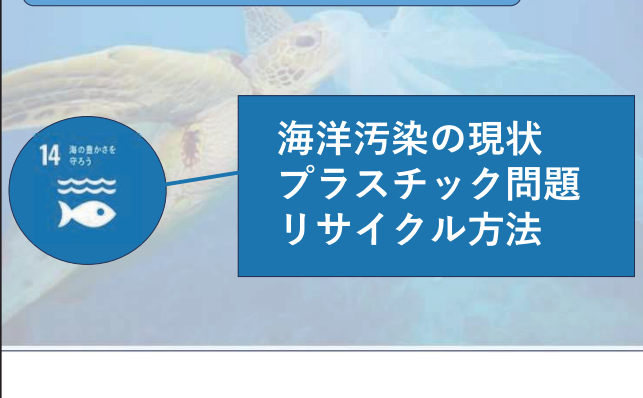 14 海の豊かさを
守ろう
海洋汚染の現状
プラスチック問題
リサイクル方法